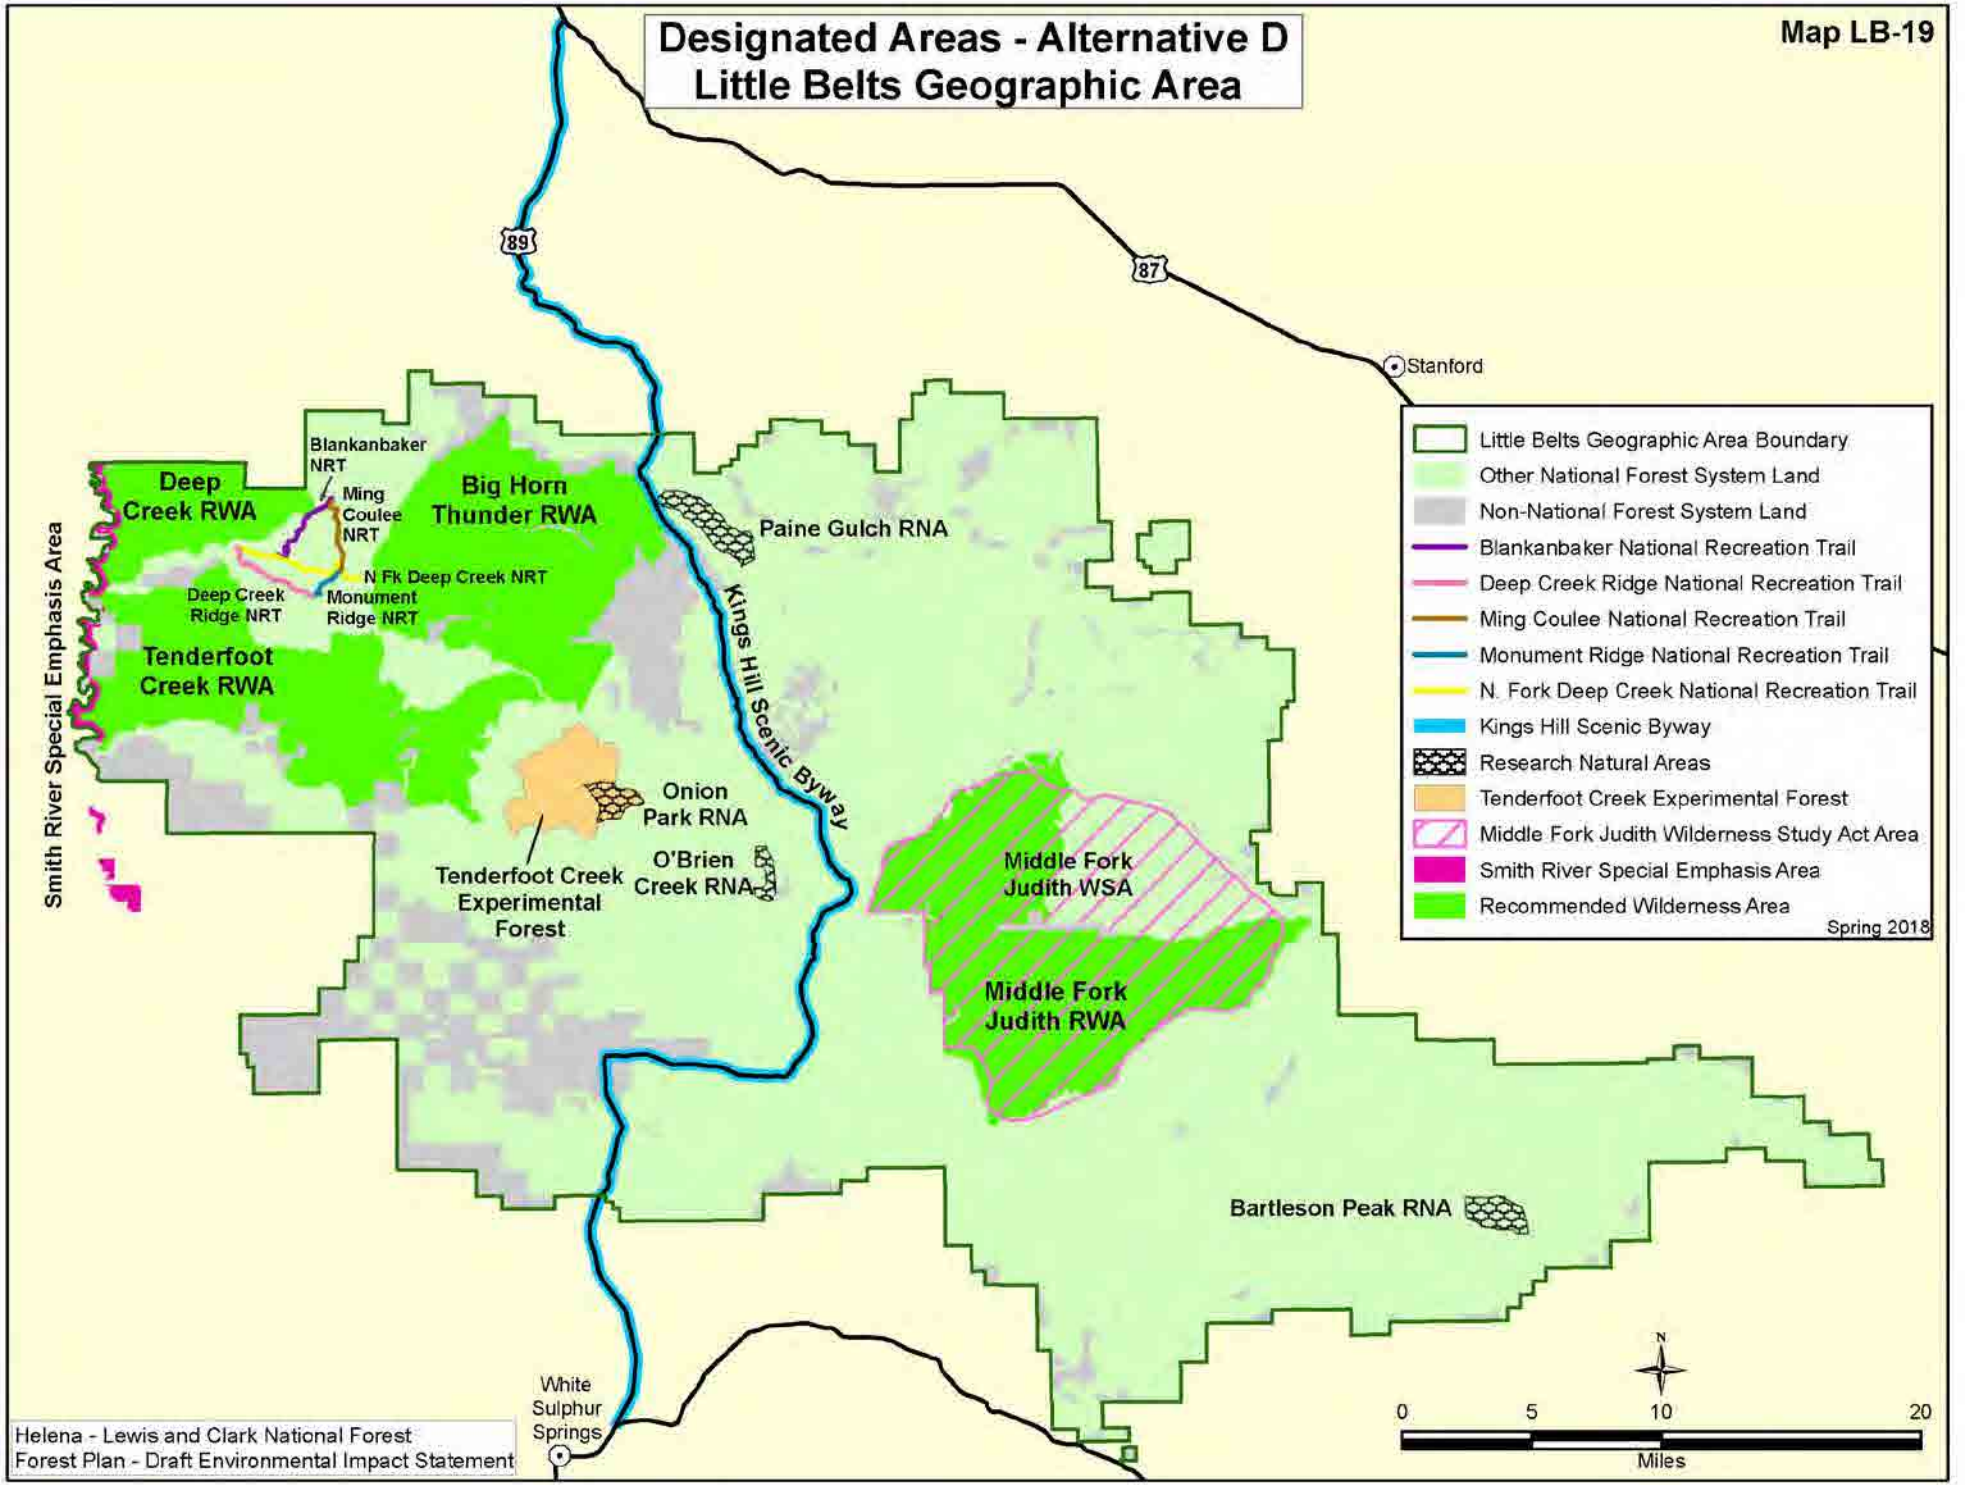 Designated Areas - Alternative D
Little Belts Geographic Area
Map LB-19
89
87
Stanford
Little Belts Geographic Area Boundary
Other National Forest System Land
Non-National Forest System Land
Blankanbaker National Recreation Trail
Deep Creek Ridge National Recreation Trail
Ming Coulee National Recreation Trail
Monument Ridge National Recreation Trail
N. Fork Deep Creek National Recreation Trail
Kings Hill Scenic Byway
Research Natural Areas
Tenderfoot Creek Experimental Forest
Middle Fork Judith Wilderness Study Act Area
Smith River Special Emphasis Area
Recommended Wilderness Area
Spring 2018
Blankanbaker
NRT
Deep
Creek RWA
Ming
Coulee
NRT
Big Horn
Thunder RWA
Paine Gulch RNA
N Fk Deep Creek NRT
Deep Creek
Ridge NRT
Monument
Ridge NRT
Smith River Special Emphasis Area
Tenderfoot
Creek RWA
Kings Hill Scenic Byway
Onion
Park RNA
O'Brien
Creek RNA
Tenderfoot Creek
Experimental
Forest
Middle Fork
Judith WSA
Middle Fork
Judith RWA
Bartleson Peak RNA
White
Sulphur
Springs
N
0 5 10 20
Miles
Helena - Lewis and Clark National Forest
Forest Plan - Draft Environmental Impact Statement